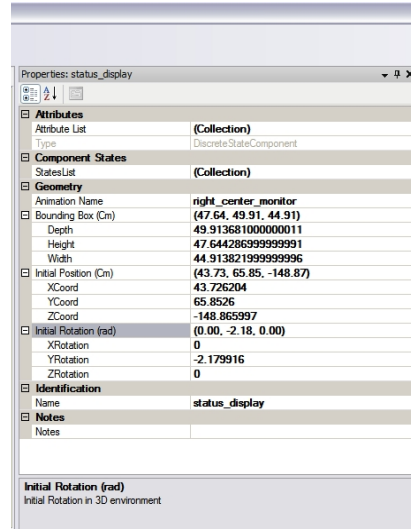 Properties: status_display
Attributes
Attribute List (Collection)
Type DiscreteStateComponent
Component States
StatesList (Collection)
Geometry
Animation Name right_center_monitor
Bounding Box (Cm) (47.64, 49.91, 44.91)
Depth 49.913681000000011
Height 47.644286999999991
Width 44.913821999999996
Initial Position (Cm) (43.73, 65.85, -148.87)
XCoord 43.726204
YCoord 65.8526
ZCoord -148.865997
Initial Rotation (rad) (0.00, -2.18, 0.00)
XRotation 0
YRotation -2.179916
ZRotation 0
Identification
Name status_display
Notes
Notes
Initial Rotation (rad)
Initial Rotation in 3D environment